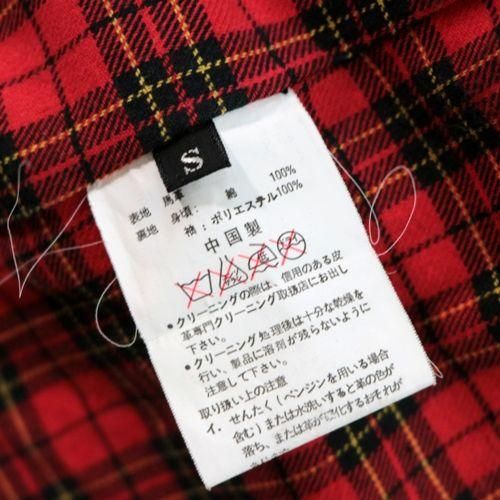 S
表地 馬革 100%
裏地 身頃: 綿
袖: ポリエステル100%
中国製
●クリーニングの際は、信用のある皮
革専門クリーニング取扱店にお出し
下さい。
●クリーニング処理後は十分な乾燥を
行い、製品に溶剤が残らないように
注意して下さい。
取り扱い上の注意
イ. せんたく(ベンジンを用いる場合
含む)または水洗いすると革の色が
落ち、または革が 化するおそれが
あります